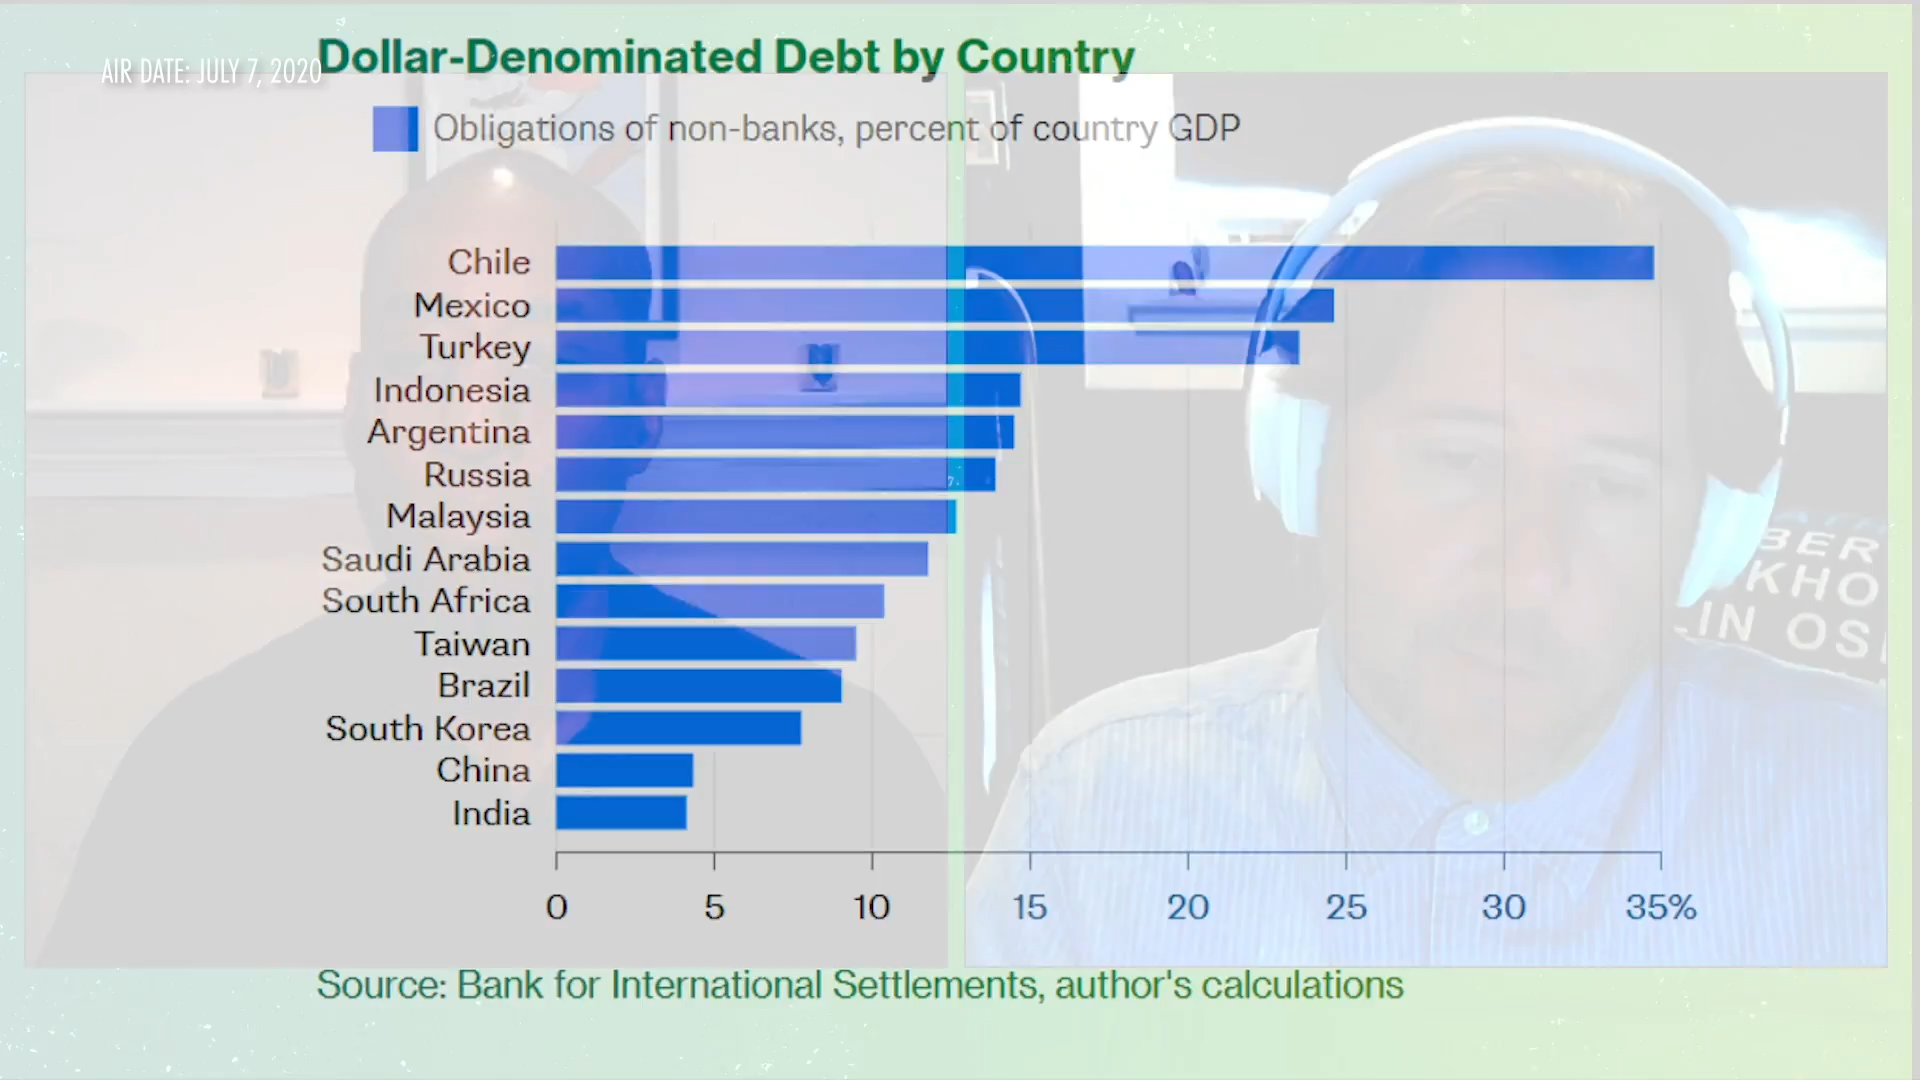 AIR DATE: JULY 7, 2020
Dollar-Denominated Debt by Country
Obligations of non-banks, percent of country GDP
Chile
Mexico
Turkey
Indonesia
Argentina
Russia
Malaysia
Saudi Arabia
South Africa
Taiwan
Brazil
South Korea
China
India
0 5 10 15 20 25 30 35%
Source: Bank for International Settlements, author's calculations